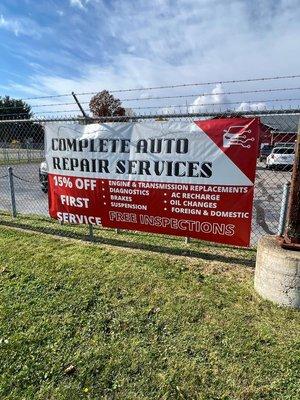 COMPLETE AUTO
REPAIR SERVICES
15% OFF
FIRST
SERVICE
• ENGINE & TRANSMISSION REPLACEMENTS
• DIAGNOSTICS
• BRAKES
• SUSPENSION
• AC RECHARGE
• OIL CHANGES
• FOREIGN & DOMESTIC
FREE INSPECTIONS